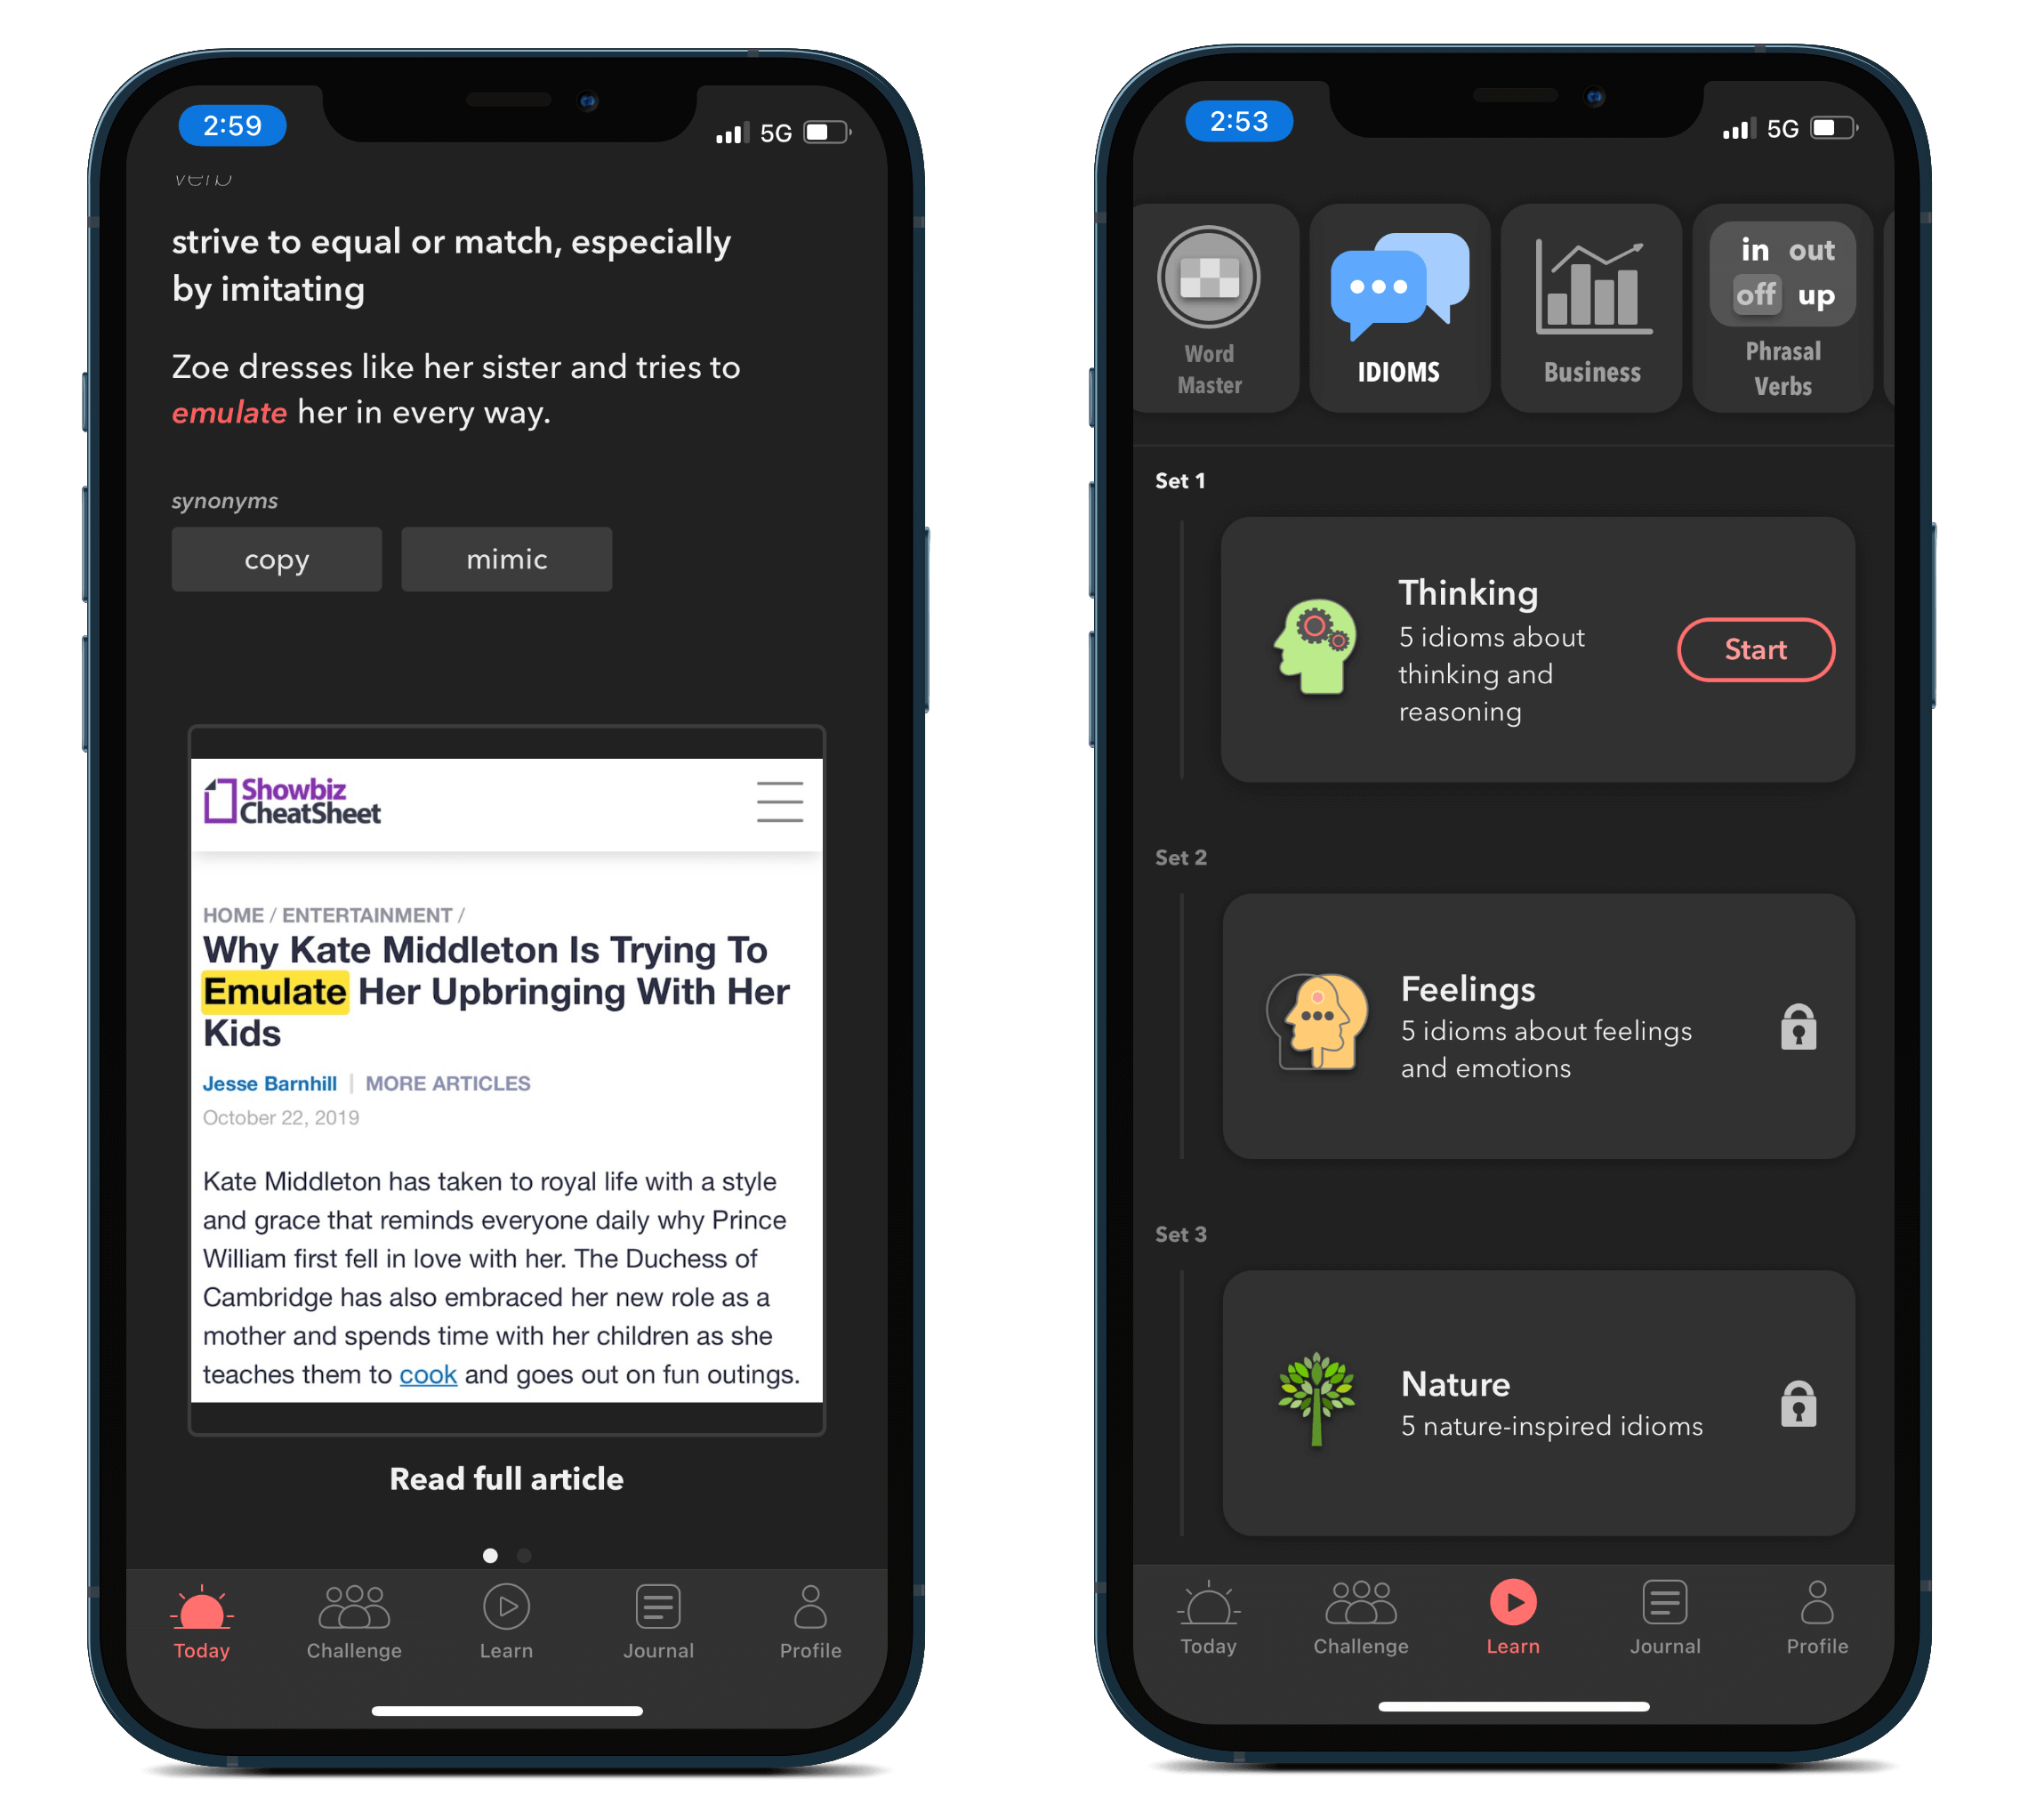 2:59
5G
verb
strive to equal or match, especially
by imitating
Zoe dresses like her sister and tries to
emulate her in every way.
synonyms
copy
mimic
Showbiz
CheatSheet
HOME / ENTERTAINMENT /
Why Kate Middleton Is Trying To
Emulate Her Upbringing With Her
Kids
Jesse Barnhill | MORE ARTICLES
October 22, 2019
Kate Middleton has taken to royal life with a style
and grace that reminds everyone daily why Prince
William first fell in love with her. The Duchess of
Cambridge has also embraced her new role as a
mother and spends time with her children as she
teaches them to cook and goes out on fun outings.
Read full article
Today
Challenge
Learn
Journal
Profile
2:53
5G
Word
Master
IDIOMS
Business
in out
off up
Phrasal
Verbs
Set 1
Thinking
5 idioms about
thinking and
reasoning
Start
Set 2
Feelings
5 idioms about feelings
and emotions
Set 3
Nature
5 nature-inspired idioms
Today
Challenge
Learn
Journal
Profile